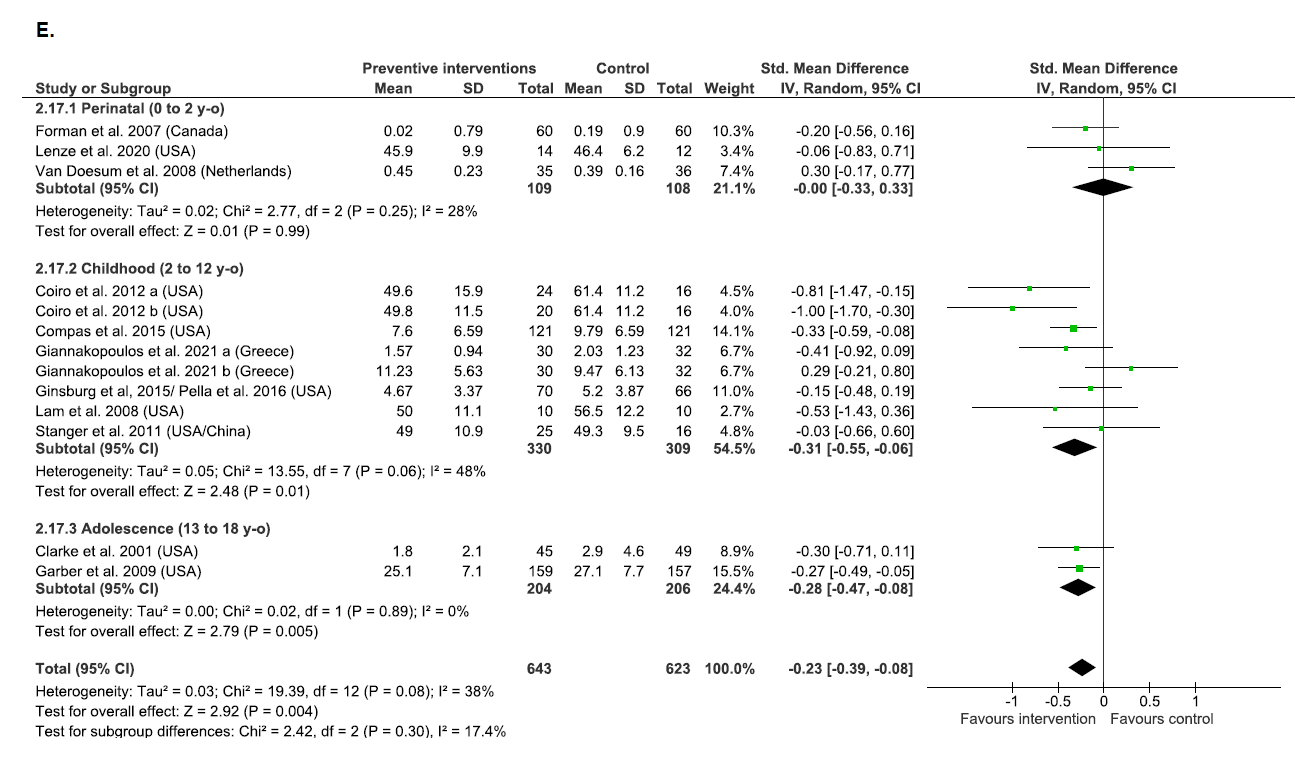 E.
Preventive interventions Control Std. Mean Difference Std. Mean Difference
Study or Subgroup Mean SD Total Mean SD Total Weight IV, Random, 95% CI IV, Random, 95% CI
2.17.1 Perinatal (0 to 2 y-o)
Forman et al. 2007 (Canada) 0.02 0.79 60 0.19 0.9 60 10.3% -0.20 [-0.56, 0.16]
Lenze et al. 2020 (USA) 45.9 9.9 14 46.4 6.2 12 3.4% -0.06 [-0.83, 0.71]
Van Doesum et al. 2008 (Netherlands) 0.45 0.23 35 0.39 0.16 36 7.4% 0.30 [-0.17, 0.77]
Subtotal (95% CI) 109 108 21.1% -0.00 [-0.33, 0.33]
Heterogeneity: Tau² = 0.02; Chi² = 2.77, df = 2 (P = 0.25); I² = 28%
Test for overall effect: Z = 0.01 (P = 0.99)
2.17.2 Childhood (2 to 12 y-o)
Coiro et al. 2012 a (USA) 49.6 15.9 24 61.4 11.2 16 4.5% -0.81 [-1.47, -0.15]
Coiro et al. 2012 b (USA) 49.8 11.5 20 61.4 11.2 16 4.0% -1.00 [-1.70, -0.30]
Compas et al. 2015 (USA) 7.6 6.59 121 9.79 6.59 121 14.1% -0.33 [-0.59, -0.08]
Giannakopoulos et al. 2021 a (Greece) 1.57 0.94 30 2.03 1.23 32 6.7% -0.41 [-0.92, 0.09]
Giannakopoulos et al. 2021 b (Greece) 11.23 5.63 30 9.47 6.13 32 6.7% 0.29 [-0.21, 0.80]
Ginsburg et al, 2015/ Pella et al. 2016 (USA) 4.67 3.37 70 5.2 3.87 66 11.0% -0.15 [-0.48, 0.19]
Lam et al. 2008 (USA) 50 11.1 10 56.5 12.2 10 2.7% -0.53 [-1.43, 0.36]
Stanger et al. 2011 (USA/China) 49 10.9 25 49.3 9.5 16 4.8% -0.03 [-0.66, 0.60]
Subtotal (95% CI) 330 309 54.5% -0.31 [-0.55, -0.06]
Heterogeneity: Tau² = 0.05; Chi² = 13.55, df = 7 (P = 0.06); I² = 48%
Test for overall effect: Z = 2.48 (P = 0.01)
2.17.3 Adolescence (13 to 18 y-o)
Clarke et al. 2001 (USA) 1.8 2.1 45 2.9 4.6 49 8.9% -0.30 [-0.71, 0.11]
Garber et al. 2009 (USA) 25.1 7.1 159 27.1 7.7 157 15.5% -0.27 [-0.49, -0.05]
Subtotal (95% CI) 204 206 24.4% -0.28 [-0.47, -0.08]
Heterogeneity: Tau² = 0.00; Chi² = 0.02, df = 1 (P = 0.89); I² = 0%
Test for overall effect: Z = 2.79 (P = 0.005)
Total (95% CI) 643 623 100.0% -0.23 [-0.39, -0.08]
Heterogeneity: Tau² = 0.03; Chi² = 19.39, df = 12 (P = 0.08); I² = 38%
Test for overall effect: Z = 2.92 (P = 0.004)
Test for subgroup differences: Chi² = 2.42, df = 2 (P = 0.30), I² = 17.4%
-1 -0.5 0 0.5 1
Favours intervention Favours control